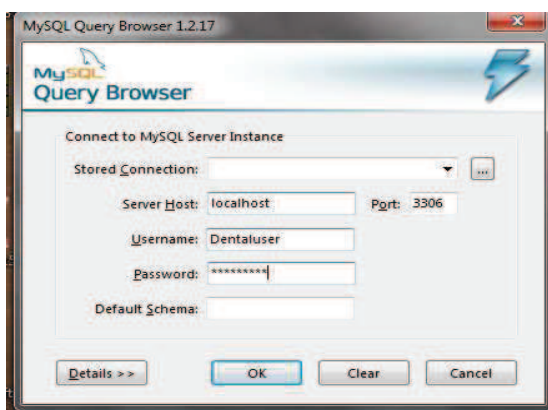 MySQL Query Browser 1.2.17
MySQL
Query Browser
Connect to MySQL Server Instance
Stored Connection: ...
Server Host: localhost Port: 3306
Username: Dentaluser
Password: *********
Default Schema:
Details >> OK Clear Cancel